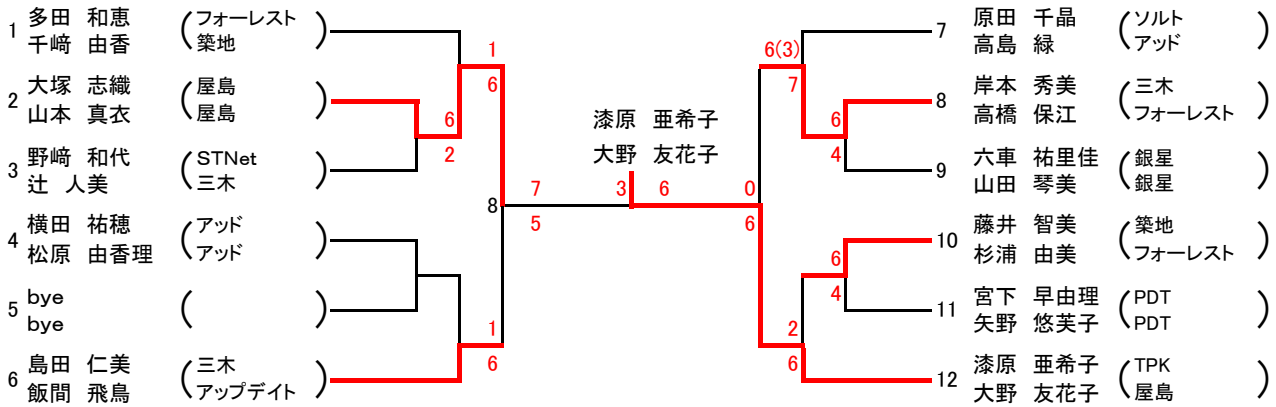 1 多田 和恵 (フォーレスト)
千﨑 由香 (築地)
2 大塚 志織 (屋島)
山本 真衣 (屋島)
3 野﨑 和代 (STNet)
辻 人美 (三木)
4 横田 祐穂 (アッド)
松原 由香理 (アッド)
5 bye ( )
bye
6 島田 仁美 (三木)
飯間 飛鳥 (アップデイト)
1
6
6
2
1
6
8
7
5
漆原 亜希子
大野 友花子
3 6
0
6
6(3)
7
6
4
6
4
2
6
7 原田 千晶 (ソルト)
高島 緑 (アッド)
8 岸本 秀美 (三木)
高橋 保江 (フォーレスト)
9 六車 祐里佳 (銀星)
山田 琴美 (銀星)
10 藤井 智美 (築地)
杉浦 由美 (フォーレスト)
11 宮下 早由理 (PDT)
矢野 悠芙子 (PDT)
12 漆原 亜希子 (TPK)
大野 友花子 (屋島)